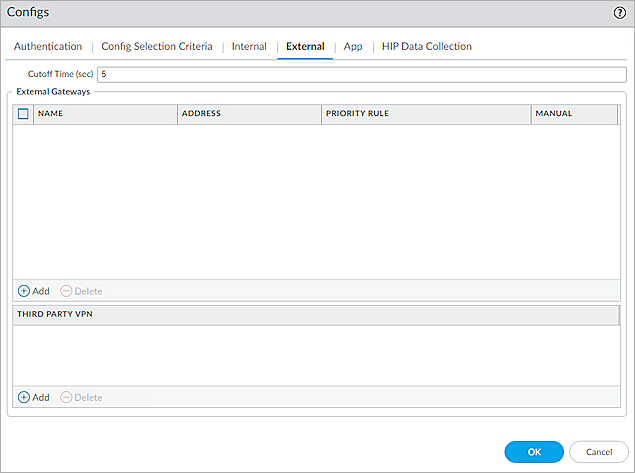 Configs
Authentication | Config Selection Criteria | Internal | External | App | HIP Data Collection
Cutoff Time (sec) 5
External Gateways
NAME ADDRESS PRIORITY RULE MANUAL
Add Delete
THIRD PARTY VPN
Add Delete
OK Cancel